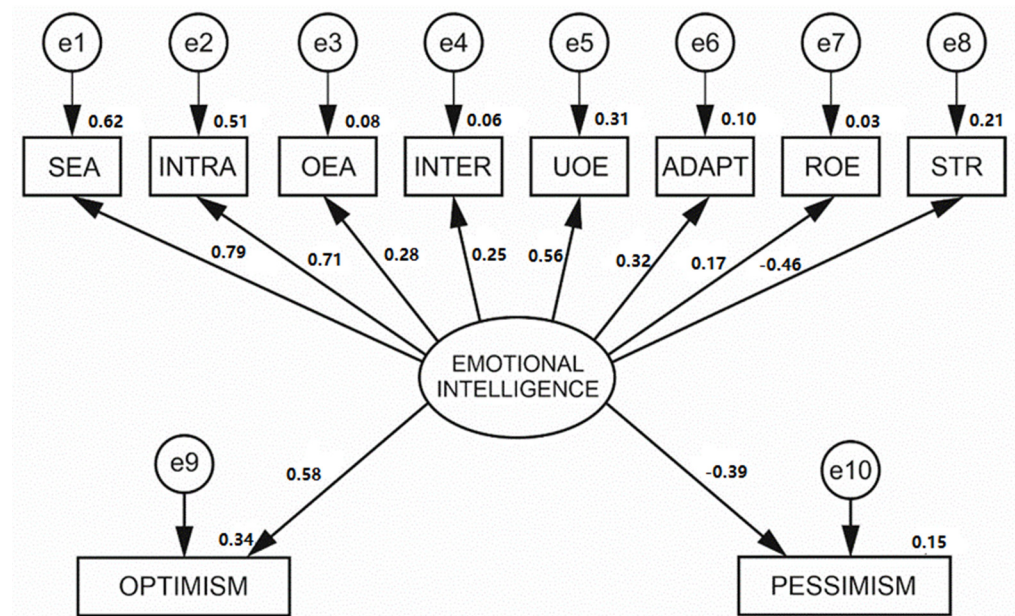 e1 e2 e3 e4 e5 e6 e7 e8
0.62 0.51 0.08 0.06 0.31 0.10 0.03 0.21
SEA INTRA OEA INTER UOE ADAPT ROE STR
0.79 0.71 0.28 0.25 0.56 0.32 0.17 -0.46
EMOTIONAL
INTELLIGENCE
e9 0.58 -0.39 e10
0.34 0.15
OPTIMISM PESSIMISM